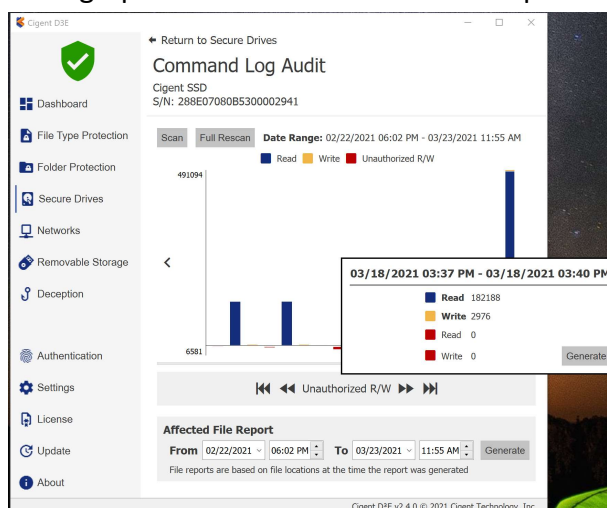 Cigent D3E
Return to Secure Drives
Command Log Audit
Cigent SSD
S/N: 288E07080B5300002941
Dashboard
File Type Protection
Folder Protection
Secure Drives
Networks
Removable Storage
Deception
Authentication
Settings
License
Update
About
Scan
Full Rescan
Date Range: 02/22/2021 06:02 PM - 03/23/2021 11:55 AM
Read
Write
Unauthorized R/W
491094
6581
03/18/2021 03:37 PM - 03/18/2021 03:40 PM
Read 182188
Write 2976
Read 0
Write 0
Generate
Unauthorized R/W
Affected File Report
From 02/22/2021 06:02 PM To 03/23/2021 11:55 AM Generate
File reports are based on file locations at the time the report was generated
Cigent D³E v2.4.0 © 2021 Cigent Technology, Inc.